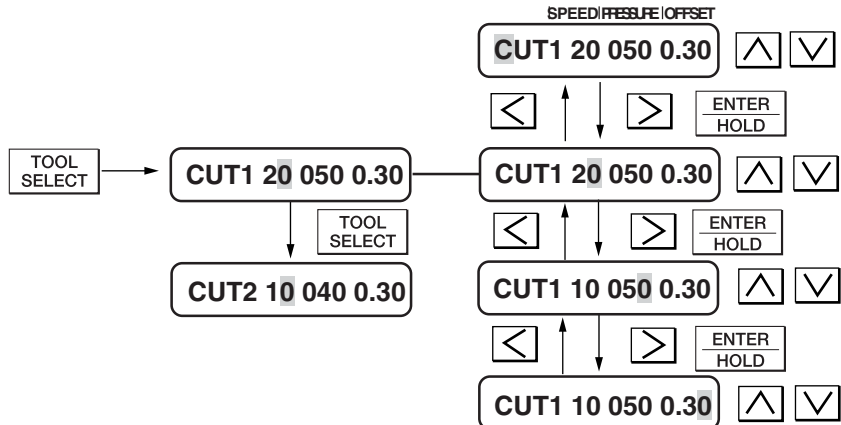 SPEED PRESSURE OFFSET
CUT1 20 050 0.30
ENTER
HOLD
TOOL
SELECT
CUT1 20 050 0.30
CUT1 20 050 0.30
TOOL
SELECT
ENTER
HOLD
CUT2 10 040 0.30
CUT1 10 050 0.30
ENTER
HOLD
CUT1 10 050 0.30